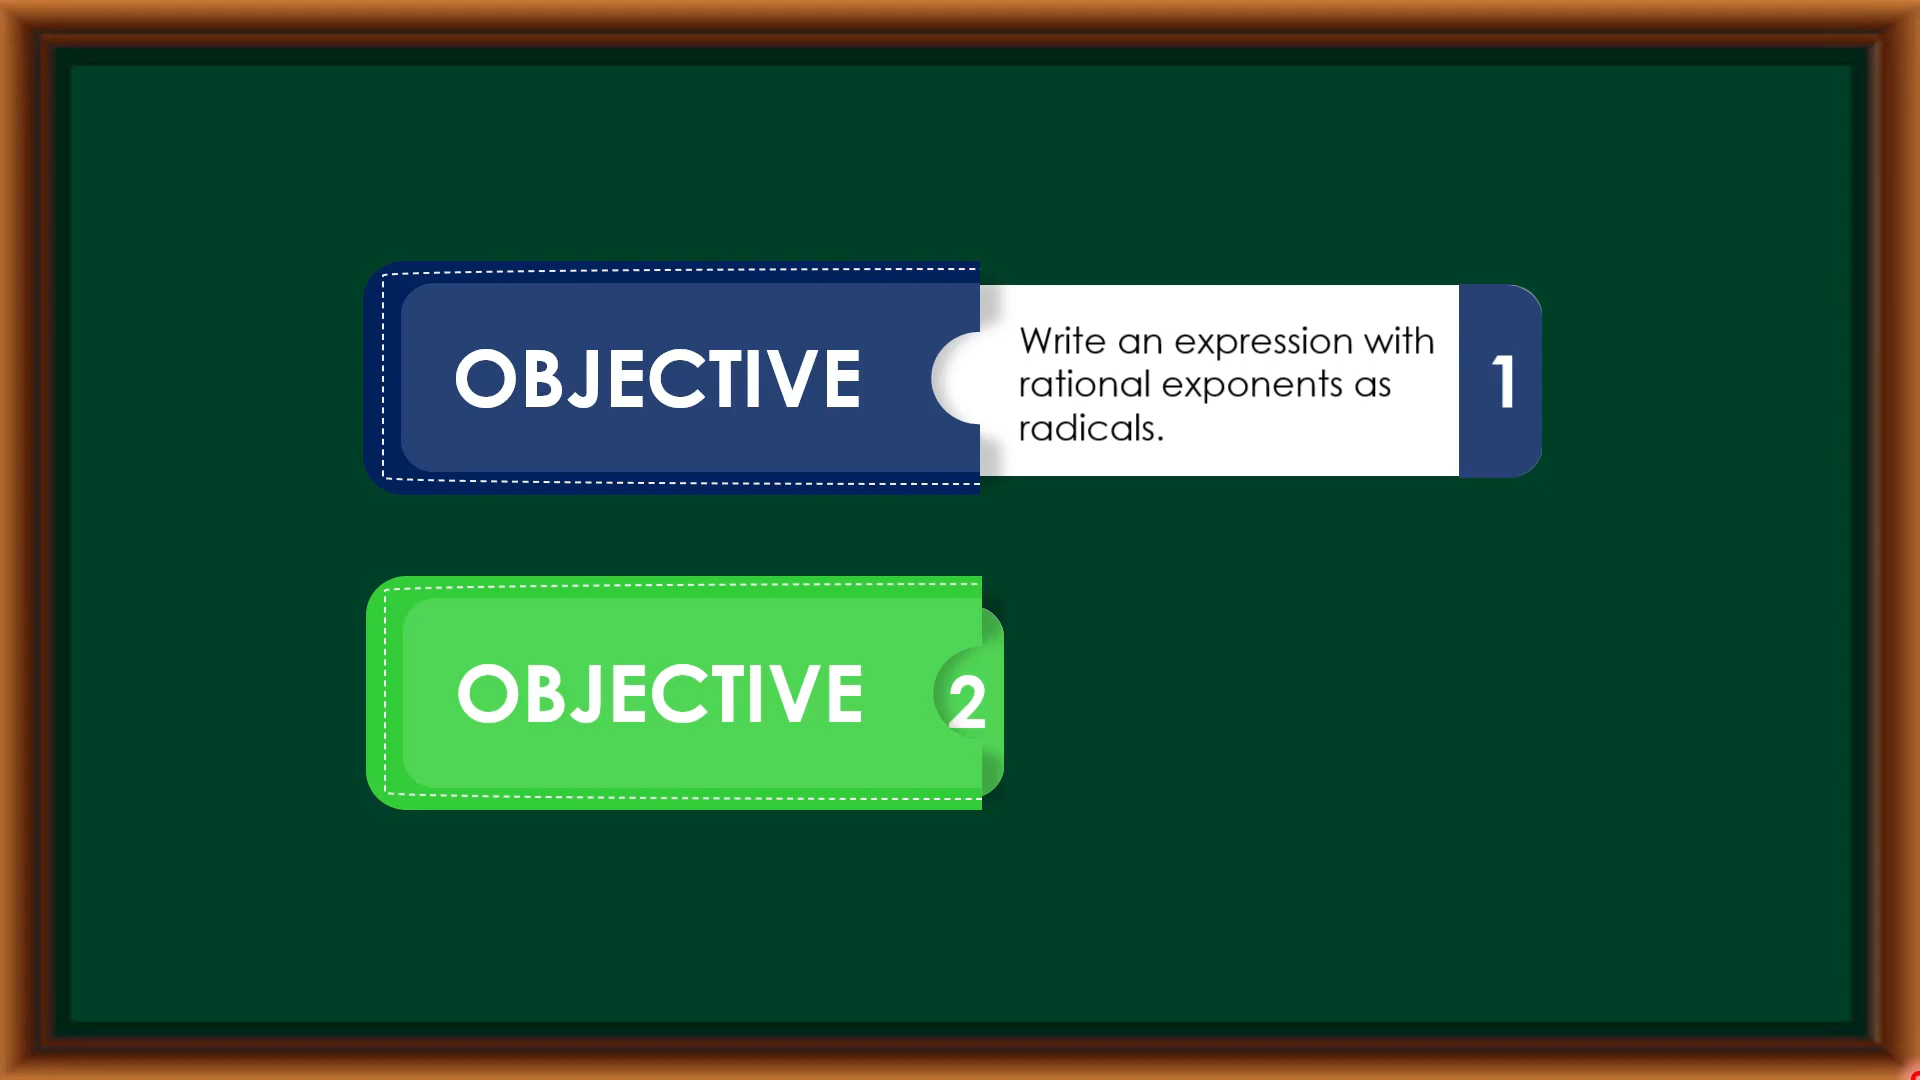 OBJECTIVE
Write an expression with
rational exponents as
radicals.
1
OBJECTIVE
2